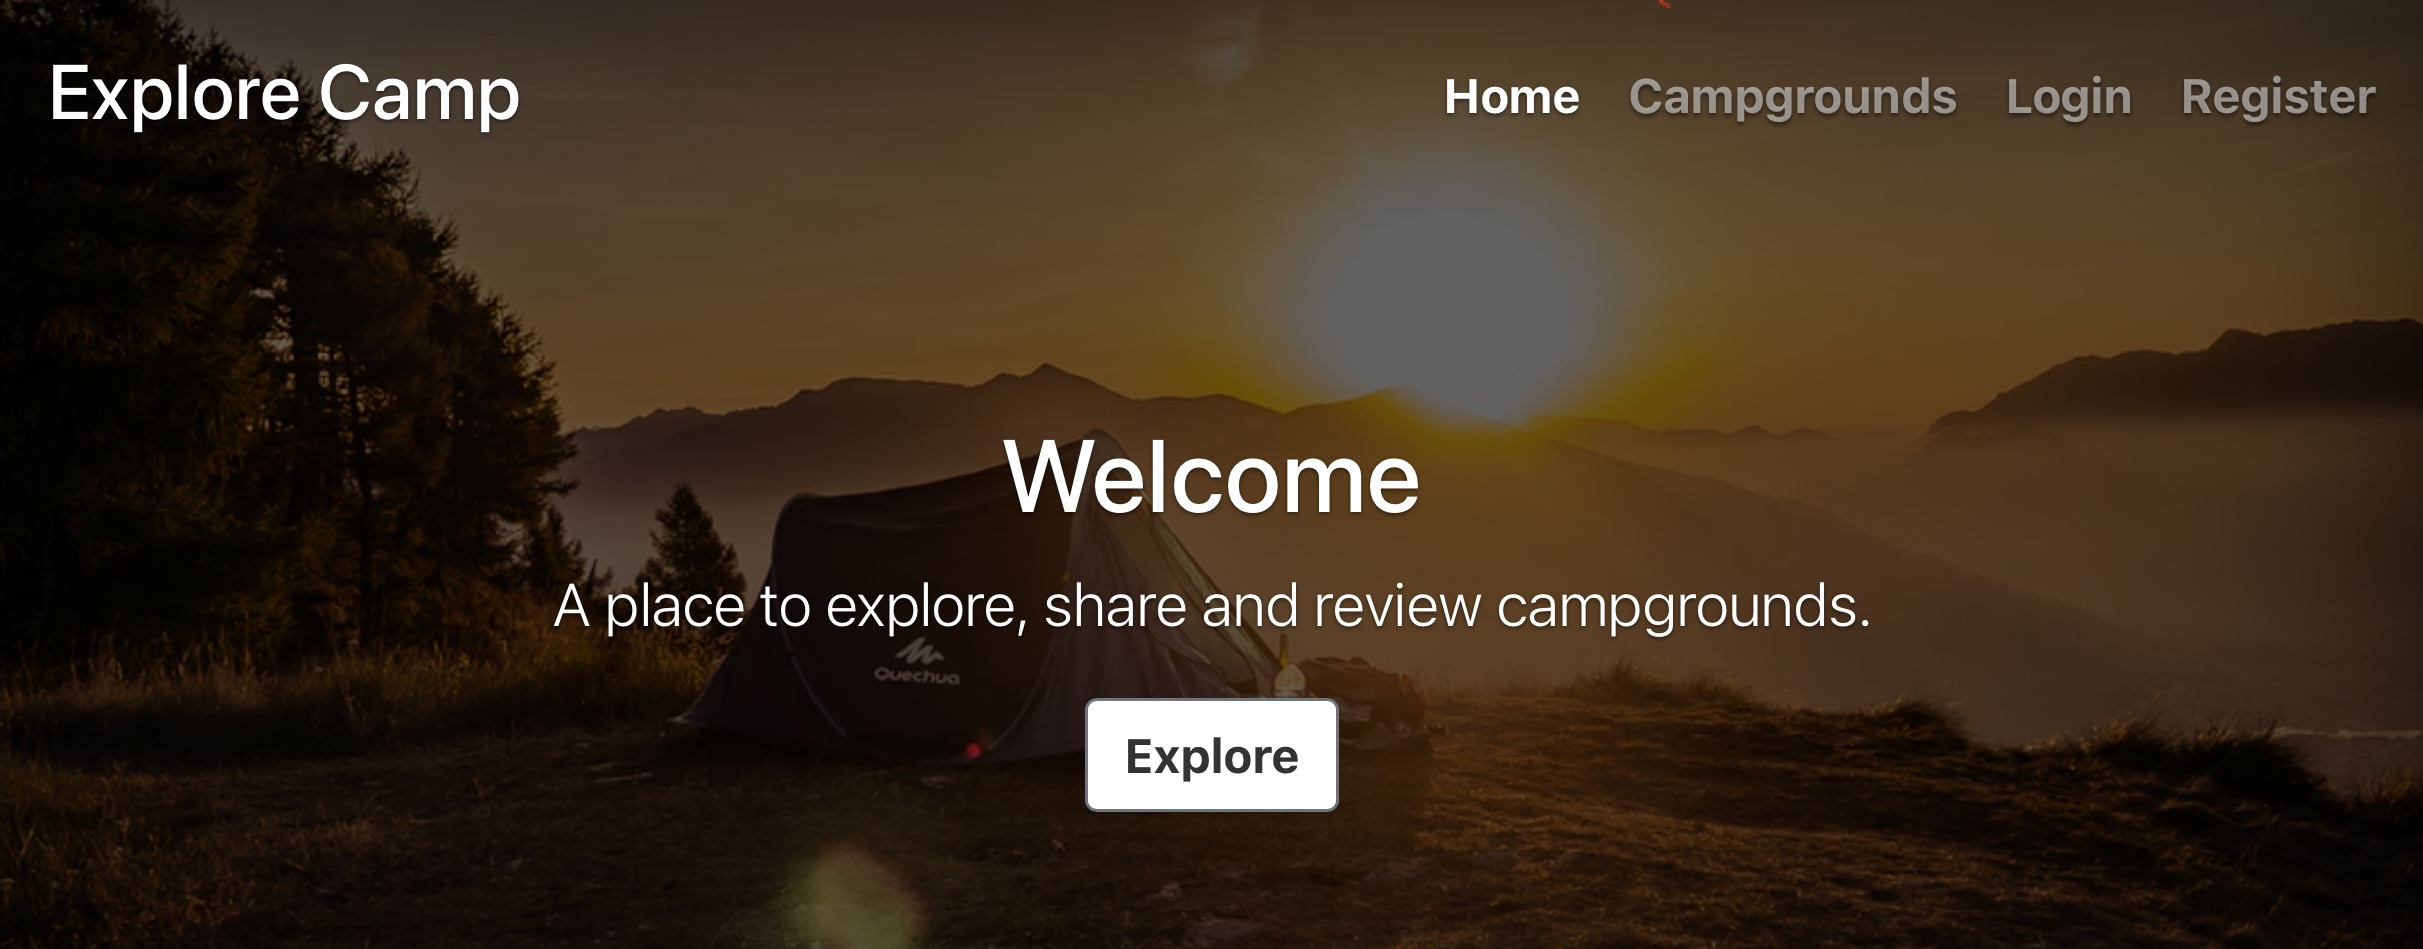 Explore Camp
Home Campgrounds Login Register
Welcome
A place to explore, share and review campgrounds.
Quechua
Explore